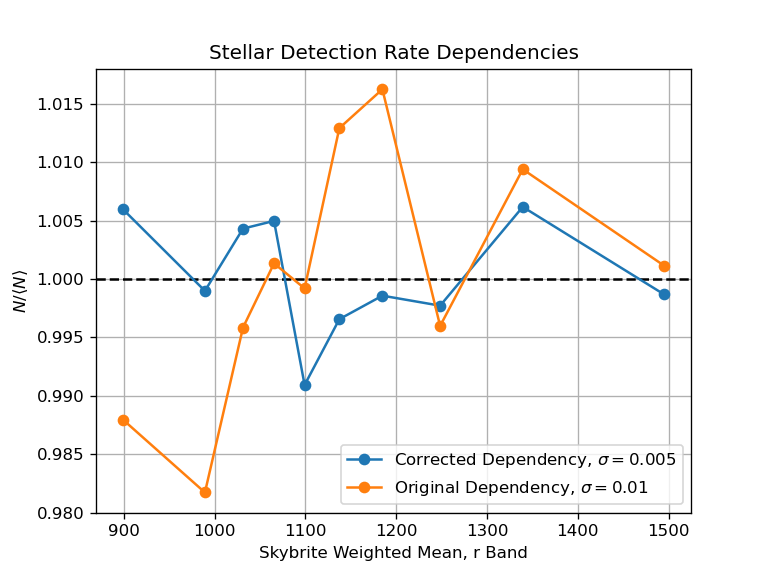 Stellar Detection Rate Dependencies
1.015
1.010
1.005
1.000
0.995
0.990
0.985
0.980
N/⟨N⟩
Corrected Dependency, σ = 0.005
Original Dependency, σ = 0.01
900 1000 1100 1200 1300 1400 1500
Skybrite Weighted Mean, r Band